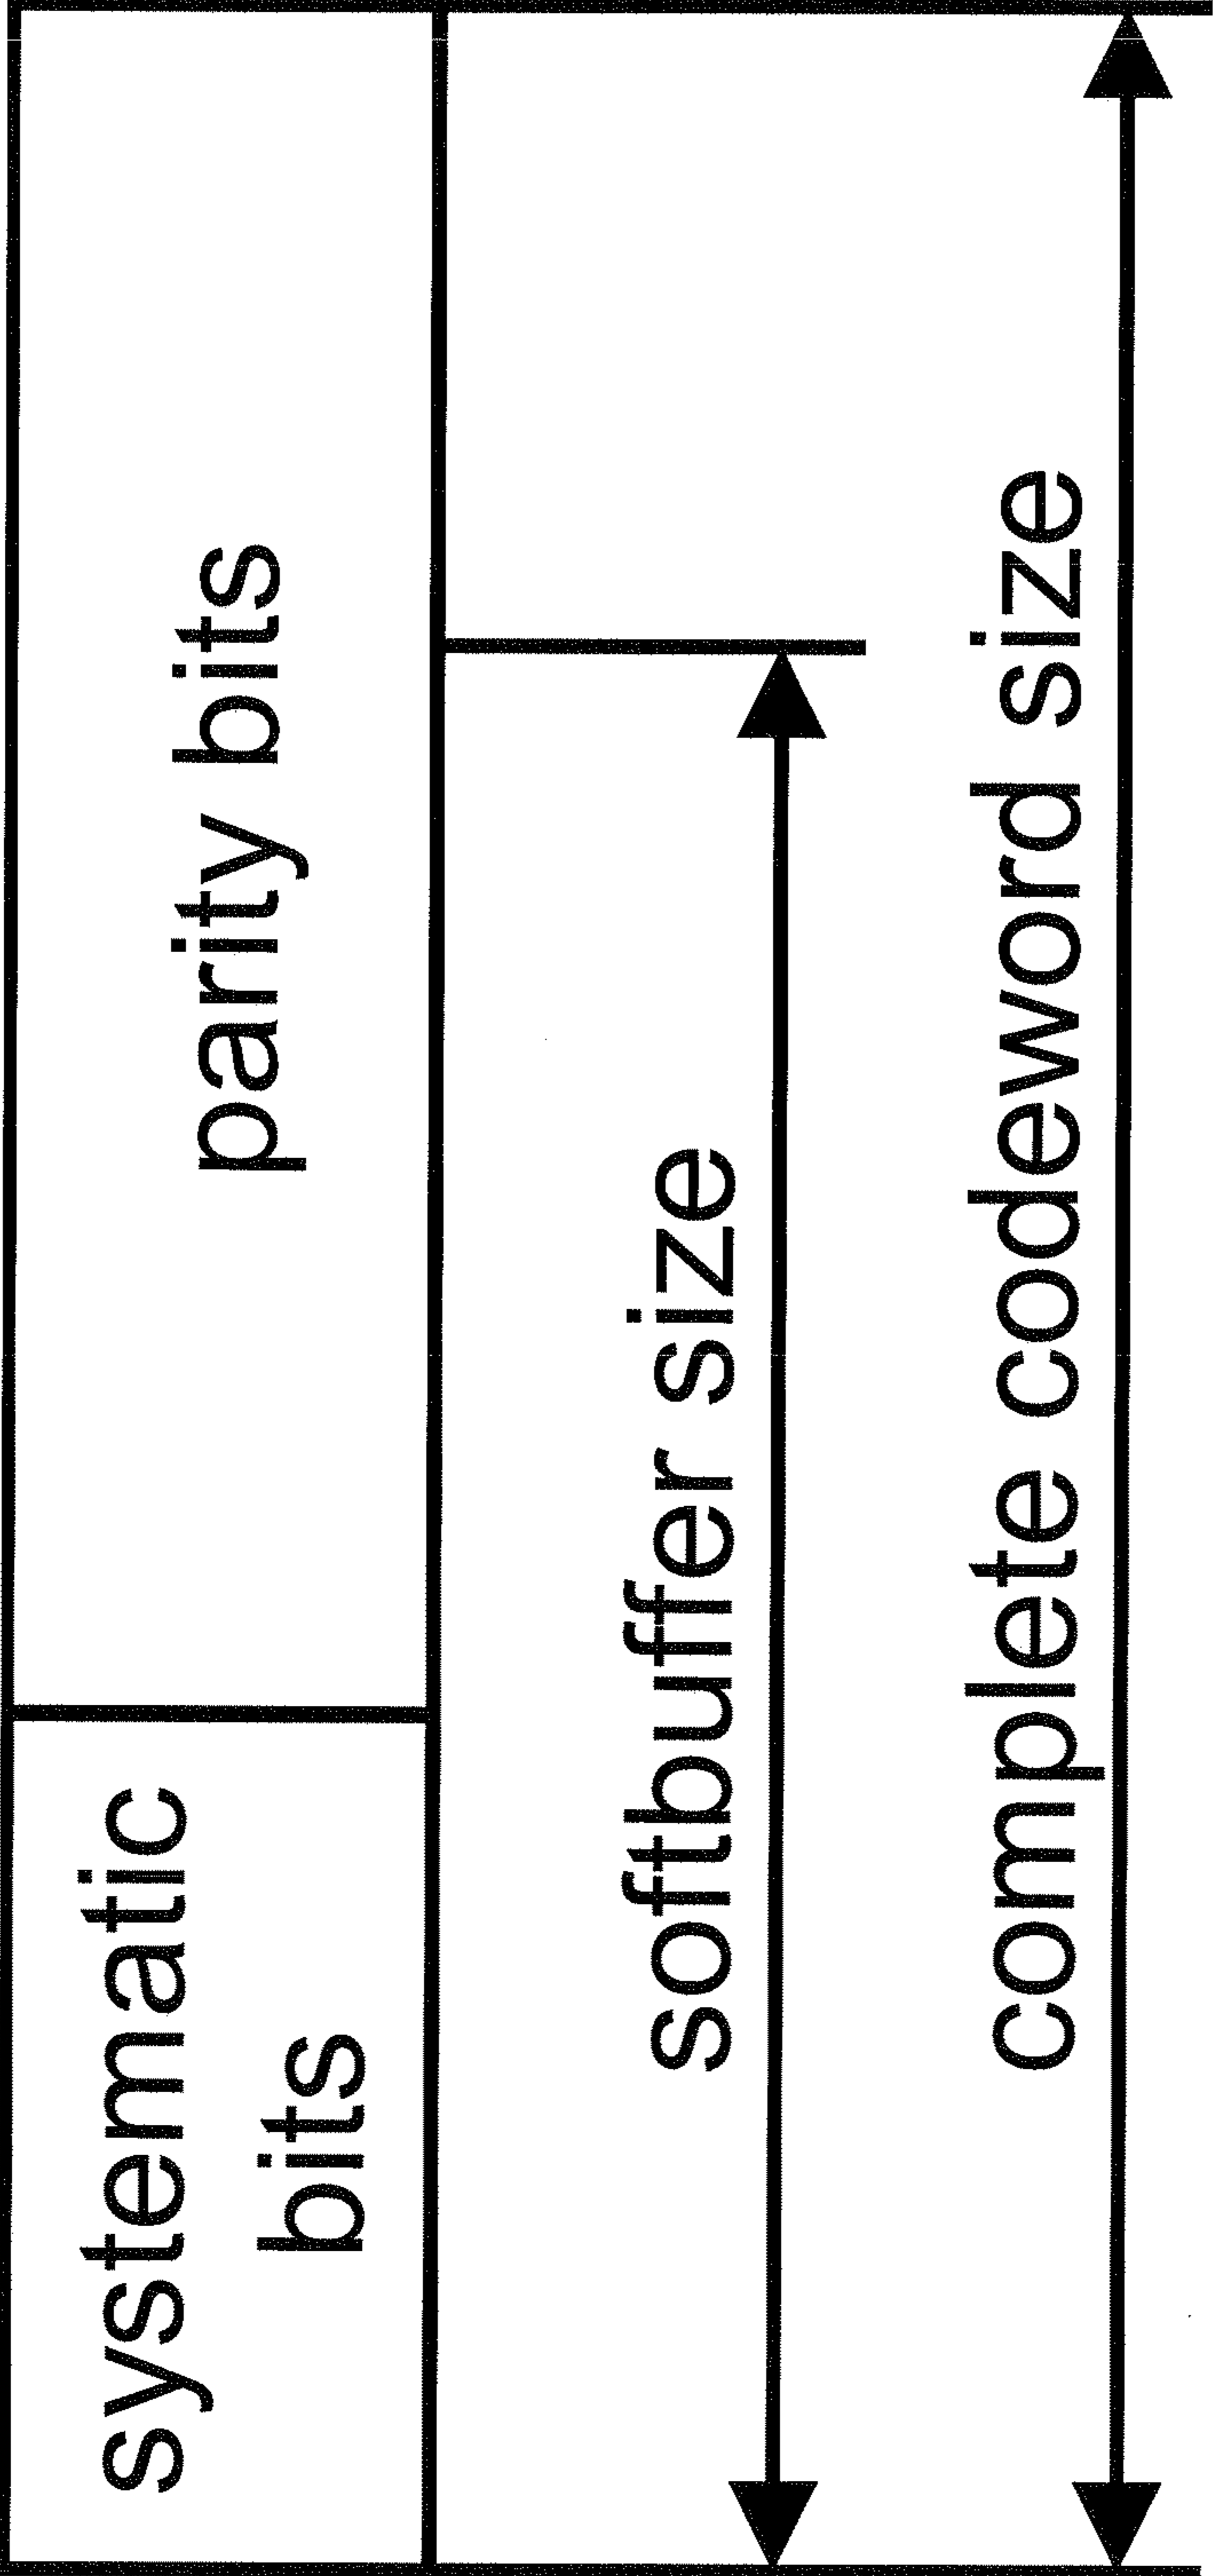 systematic
bits
parity bits
softbuffer size
complete codeword size